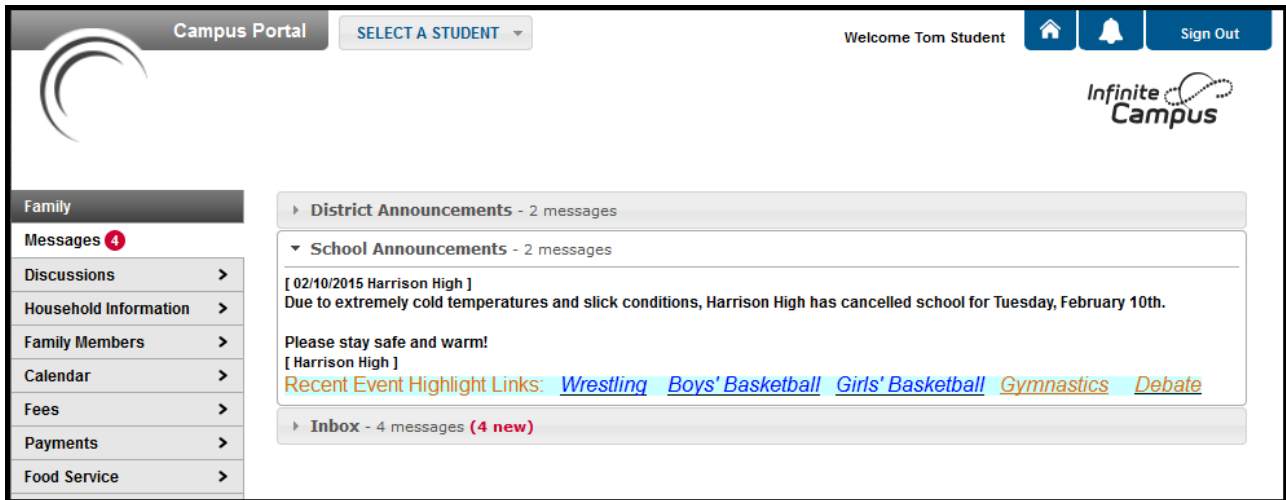 Campus Portal
SELECT A STUDENT
Welcome Tom Student
Sign Out
Infinite
Campus
Family
Messages 4
Discussions
Household Information
Family Members
Calendar
Fees
Payments
Food Service
District Announcements - 2 messages
School Announcements - 2 messages
[ 02/10/2015 Harrison High ]
Due to extremely cold temperatures and slick conditions, Harrison High has cancelled school for Tuesday, February 10th.
Please stay safe and warm!
[ Harrison High ]
Recent Event Highlight Links: Wrestling Boys' Basketball Girls' Basketball Gymnastics Debate
Inbox - 4 messages (4 new)